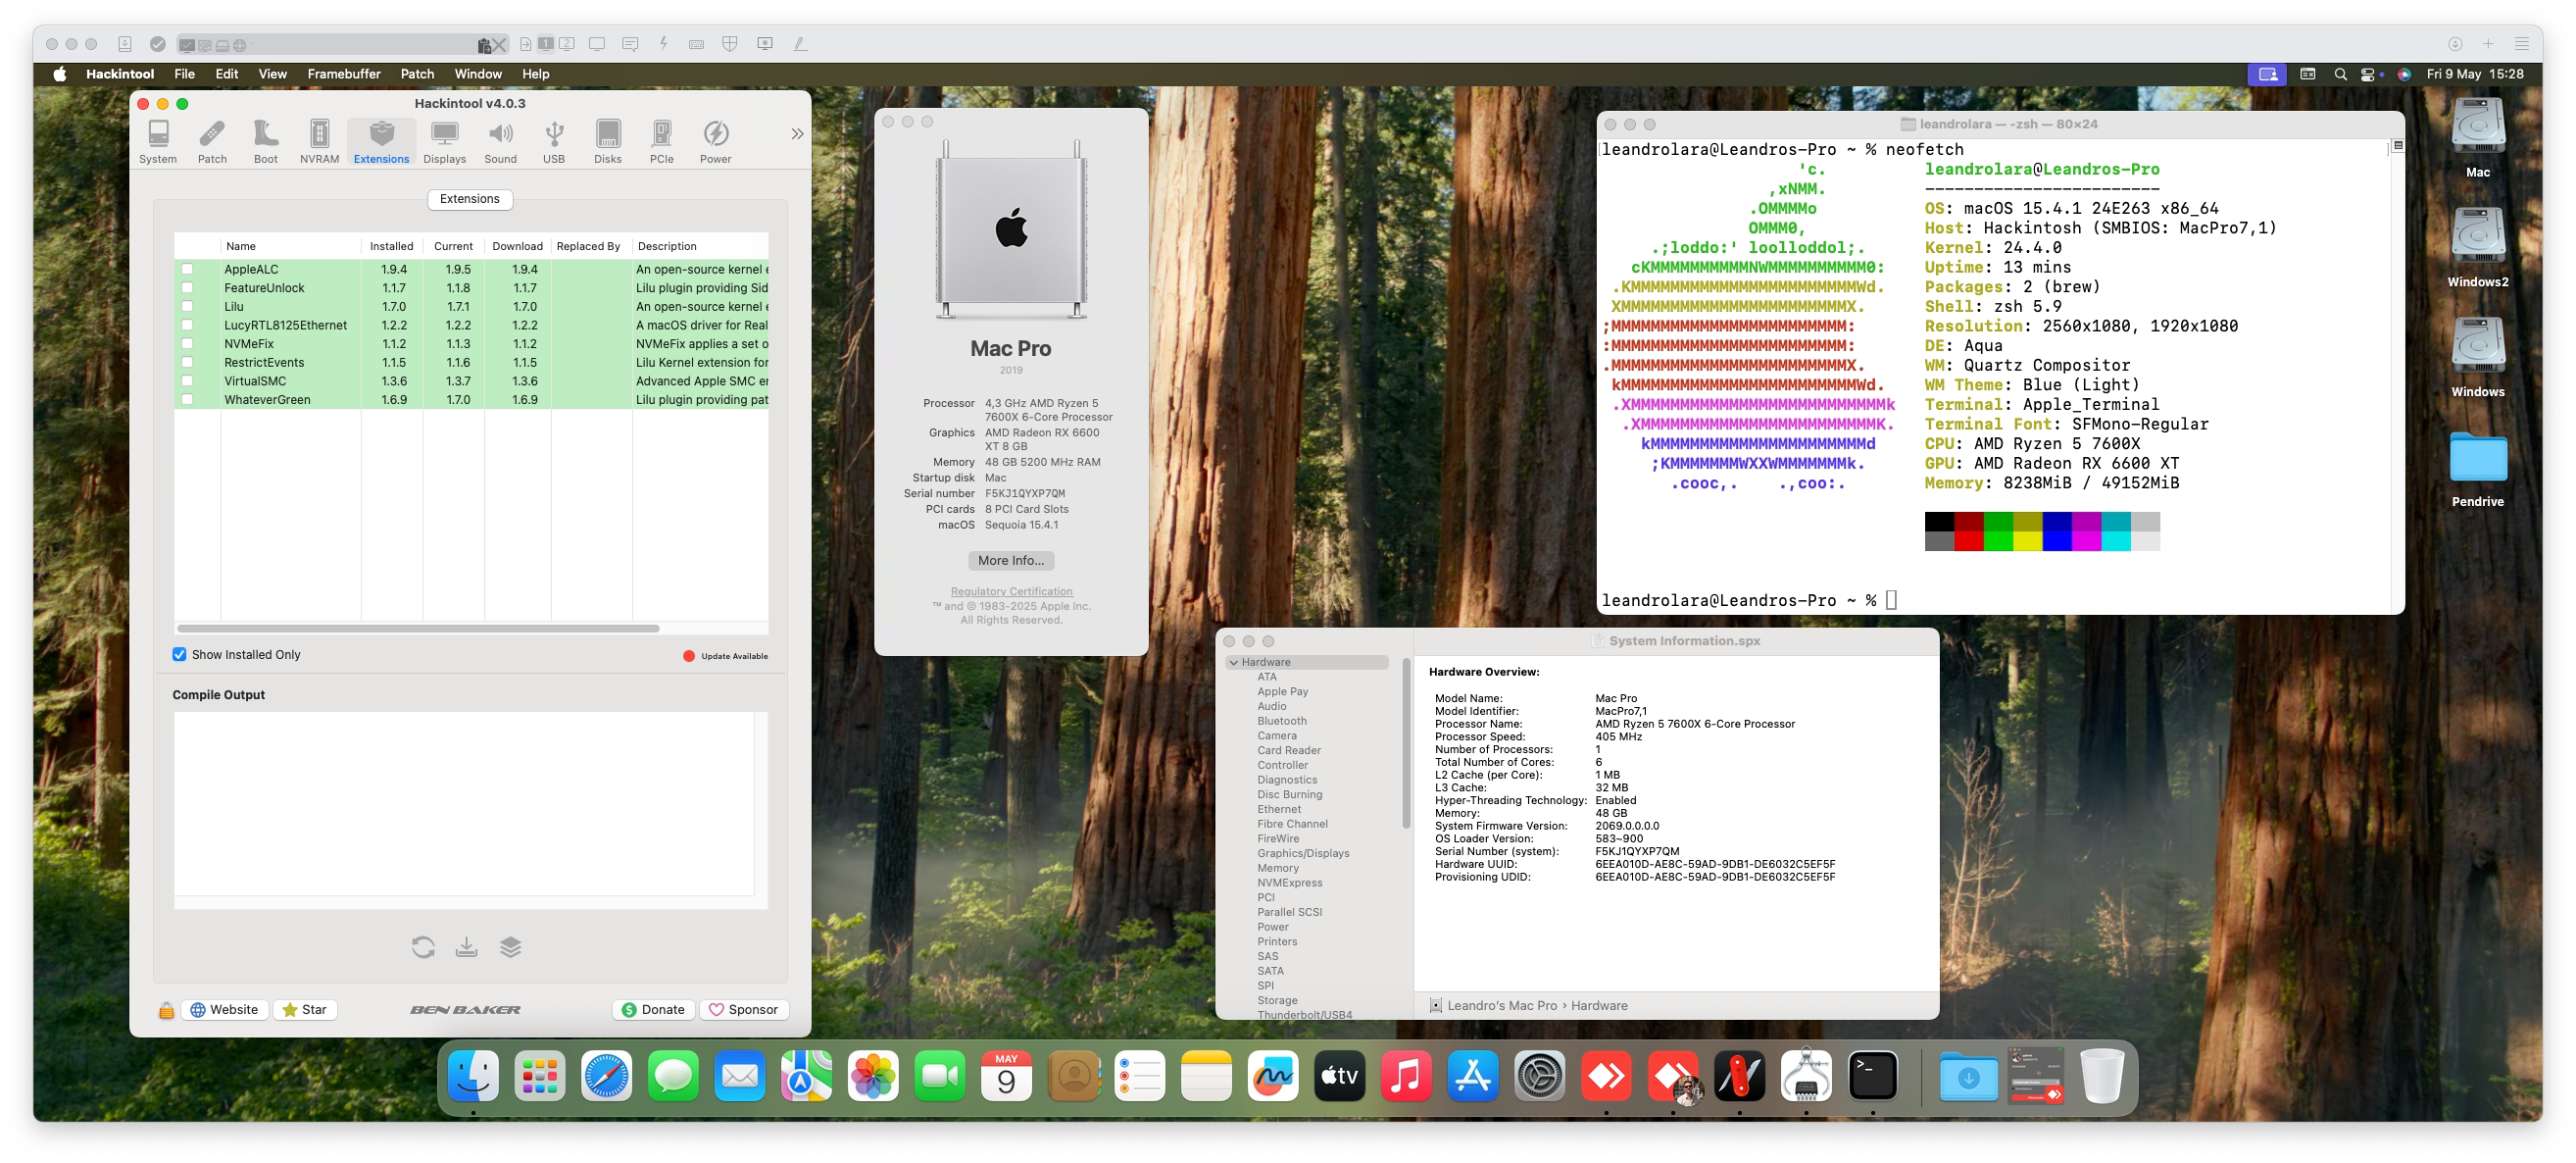 Hackintool File Edit View Framebuffer Patch Window Help
Fri 9 May 15:28
Hackintool v4.0.3
System Patch Boot NVRAM Extensions Displays Sound USB Disks PCIe Power
Extensions
Name Installed Current Download Replaced By Description
AppleALC 1.9.4 1.9.5 1.9.4 An open-source kernel e
FeatureUnlock 1.1.7 1.1.8 1.1.7 Lilu plugin providing Sid
Lilu 1.7.0 1.7.1 1.7.0 An open-source kernel e
LucyRTL8125Ethernet 1.2.2 1.2.2 1.2.2 A macOS driver for Real
NVMeFix 1.1.2 1.1.3 1.1.2 NVMeFix applies a set o
RestrictEvents 1.1.5 1.1.6 1.1.5 Lilu Kernel extension for
VirtualSMC 1.3.6 1.3.7 1.3.6 Advanced Apple SMC er
WhateverGreen 1.6.9 1.7.0 1.6.9 Lilu plugin providing pat
Show Installed Only
Update Available
Compile Output
Website Star BEN BAKER Donate Sponsor
Mac Pro
2019
Processor 4,3 GHz AMD Ryzen 5
7600X 6-Core Processor
Graphics AMD Radeon RX 6600
XT 8 GB
Memory 48 GB 5200 MHz RAM
Startup disk Mac
Serial number F5KJ1QYXP7QM
PCI cards 8 PCI Card Slots
macOS Sequoia 15.4.1
More Info...
Regulatory Certification
™ and © 1983-2025 Apple Inc.
All Rights Reserved.
leandrolara — -zsh — 80×24
leandrolara@Leandros-Pro ~ % neofetch
'c. leandrolara@Leandros-Pro
,xNMM. ------------------------
.OMMMMo OS: macOS 15.4.1 24E263 x86_64
OMMM0, Host: Hackintosh (SMBIOS: MacPro7,1)
.;loddo:' loolloddol;. Kernel: 24.4.0
cKMMMMMMMMMMNWMMMMMMMMMM0: Uptime: 13 mins
.KMMMMMMMMMMMMMMMMMMMMMMMWd. Packages: 2 (brew)
XMMMMMMMMMMMMMMMMMMMMMMMX. Shell: zsh 5.9
;MMMMMMMMMMMMMMMMMMMMMMMM: Resolution: 2560x1080, 1920x1080
:MMMMMMMMMMMMMMMMMMMMMMMM: DE: Aqua
.MMMMMMMMMMMMMMMMMMMMMMMMX. WM: Quartz Compositor
kMMMMMMMMMMMMMMMMMMMMMMMMWd. WM Theme: Blue (Light)
.XMMMMMMMMMMMMMMMMMMMMMMMMMMk Terminal: Apple_Terminal
.XMMMMMMMMMMMMMMMMMMMMMMMMK. Terminal Font: SFMono-Regular
kMMMMMMMMMMMMMMMMMMMMMMd CPU: AMD Ryzen 5 7600X
;KMMMMMMMWXXWMMMMMMMk. GPU: AMD Radeon RX 6600 XT
.cooc,. .,coo:. Memory: 8238MiB / 49152MiB
leandrolara@Leandros-Pro ~ %
System Information.spx
Hardware
ATA
Apple Pay
Audio
Bluetooth
Camera
Card Reader
Controller
Diagnostics
Disc Burning
Ethernet
Fibre Channel
FireWire
Graphics/Displays
Memory
NVMExpress
PCI
Parallel SCSI
Power
Printers
SAS
SATA
SPI
Storage
Thunderbolt/USB4
Hardware Overview:
Model Name: Mac Pro
Model Identifier: MacPro7,1
Processor Name: AMD Ryzen 5 7600X 6-Core Processor
Processor Speed: 405 MHz
Number of Processors: 1
Total Number of Cores: 6
L2 Cache (per Core): 1 MB
L3 Cache: 32 MB
Hyper-Threading Technology: Enabled
Memory: 48 GB
System Firmware Version: 2069.0.0.0.0
OS Loader Version: 583~900
Serial Number (system): F5KJ1QYXP7QM
Hardware UUID: 6EEA010D-AE8C-59AD-9DB1-DE6032C5EF5F
Provisioning UDID: 6EEA010D-AE8C-59AD-9DB1-DE6032C5EF5F
Leandro's Mac Pro › Hardware
Mac
Windows2
Windows
Pendrive
MAY
9
tv